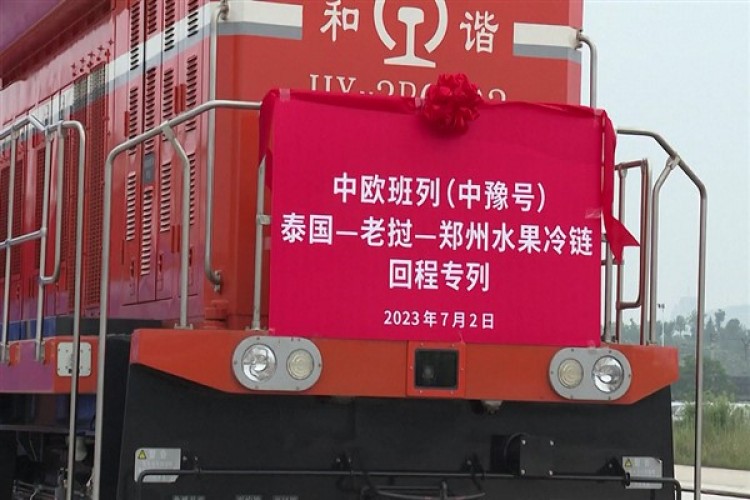 和 谐
中欧班列（中豫号）
泰国—老挝—郑州水果冷链
回程专列
2023年7月2日